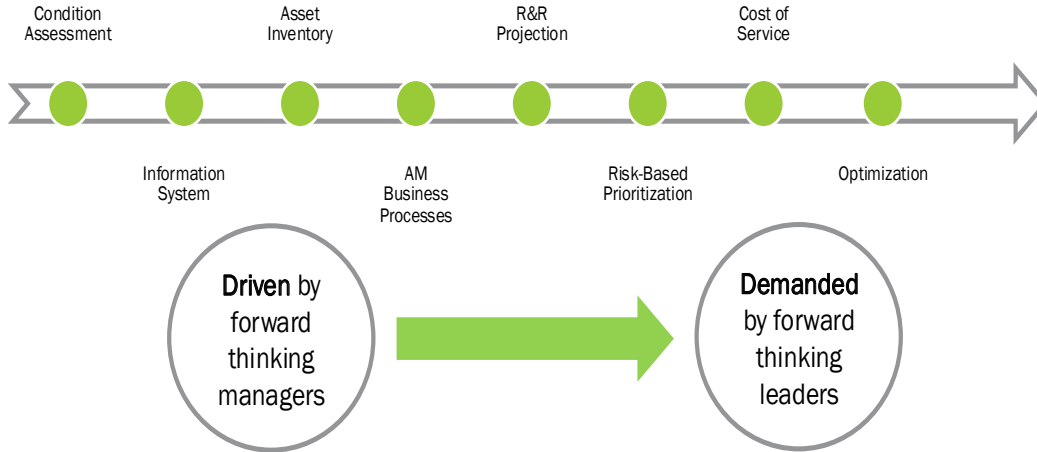 Condition
Assessment
Asset
Inventory
R&R
Projection
Cost of
Service
Information
System
AM
Business
Processes
Risk-Based
Prioritization
Optimization
Driven by
forward
thinking
managers
Demanded
by forward
thinking
leaders